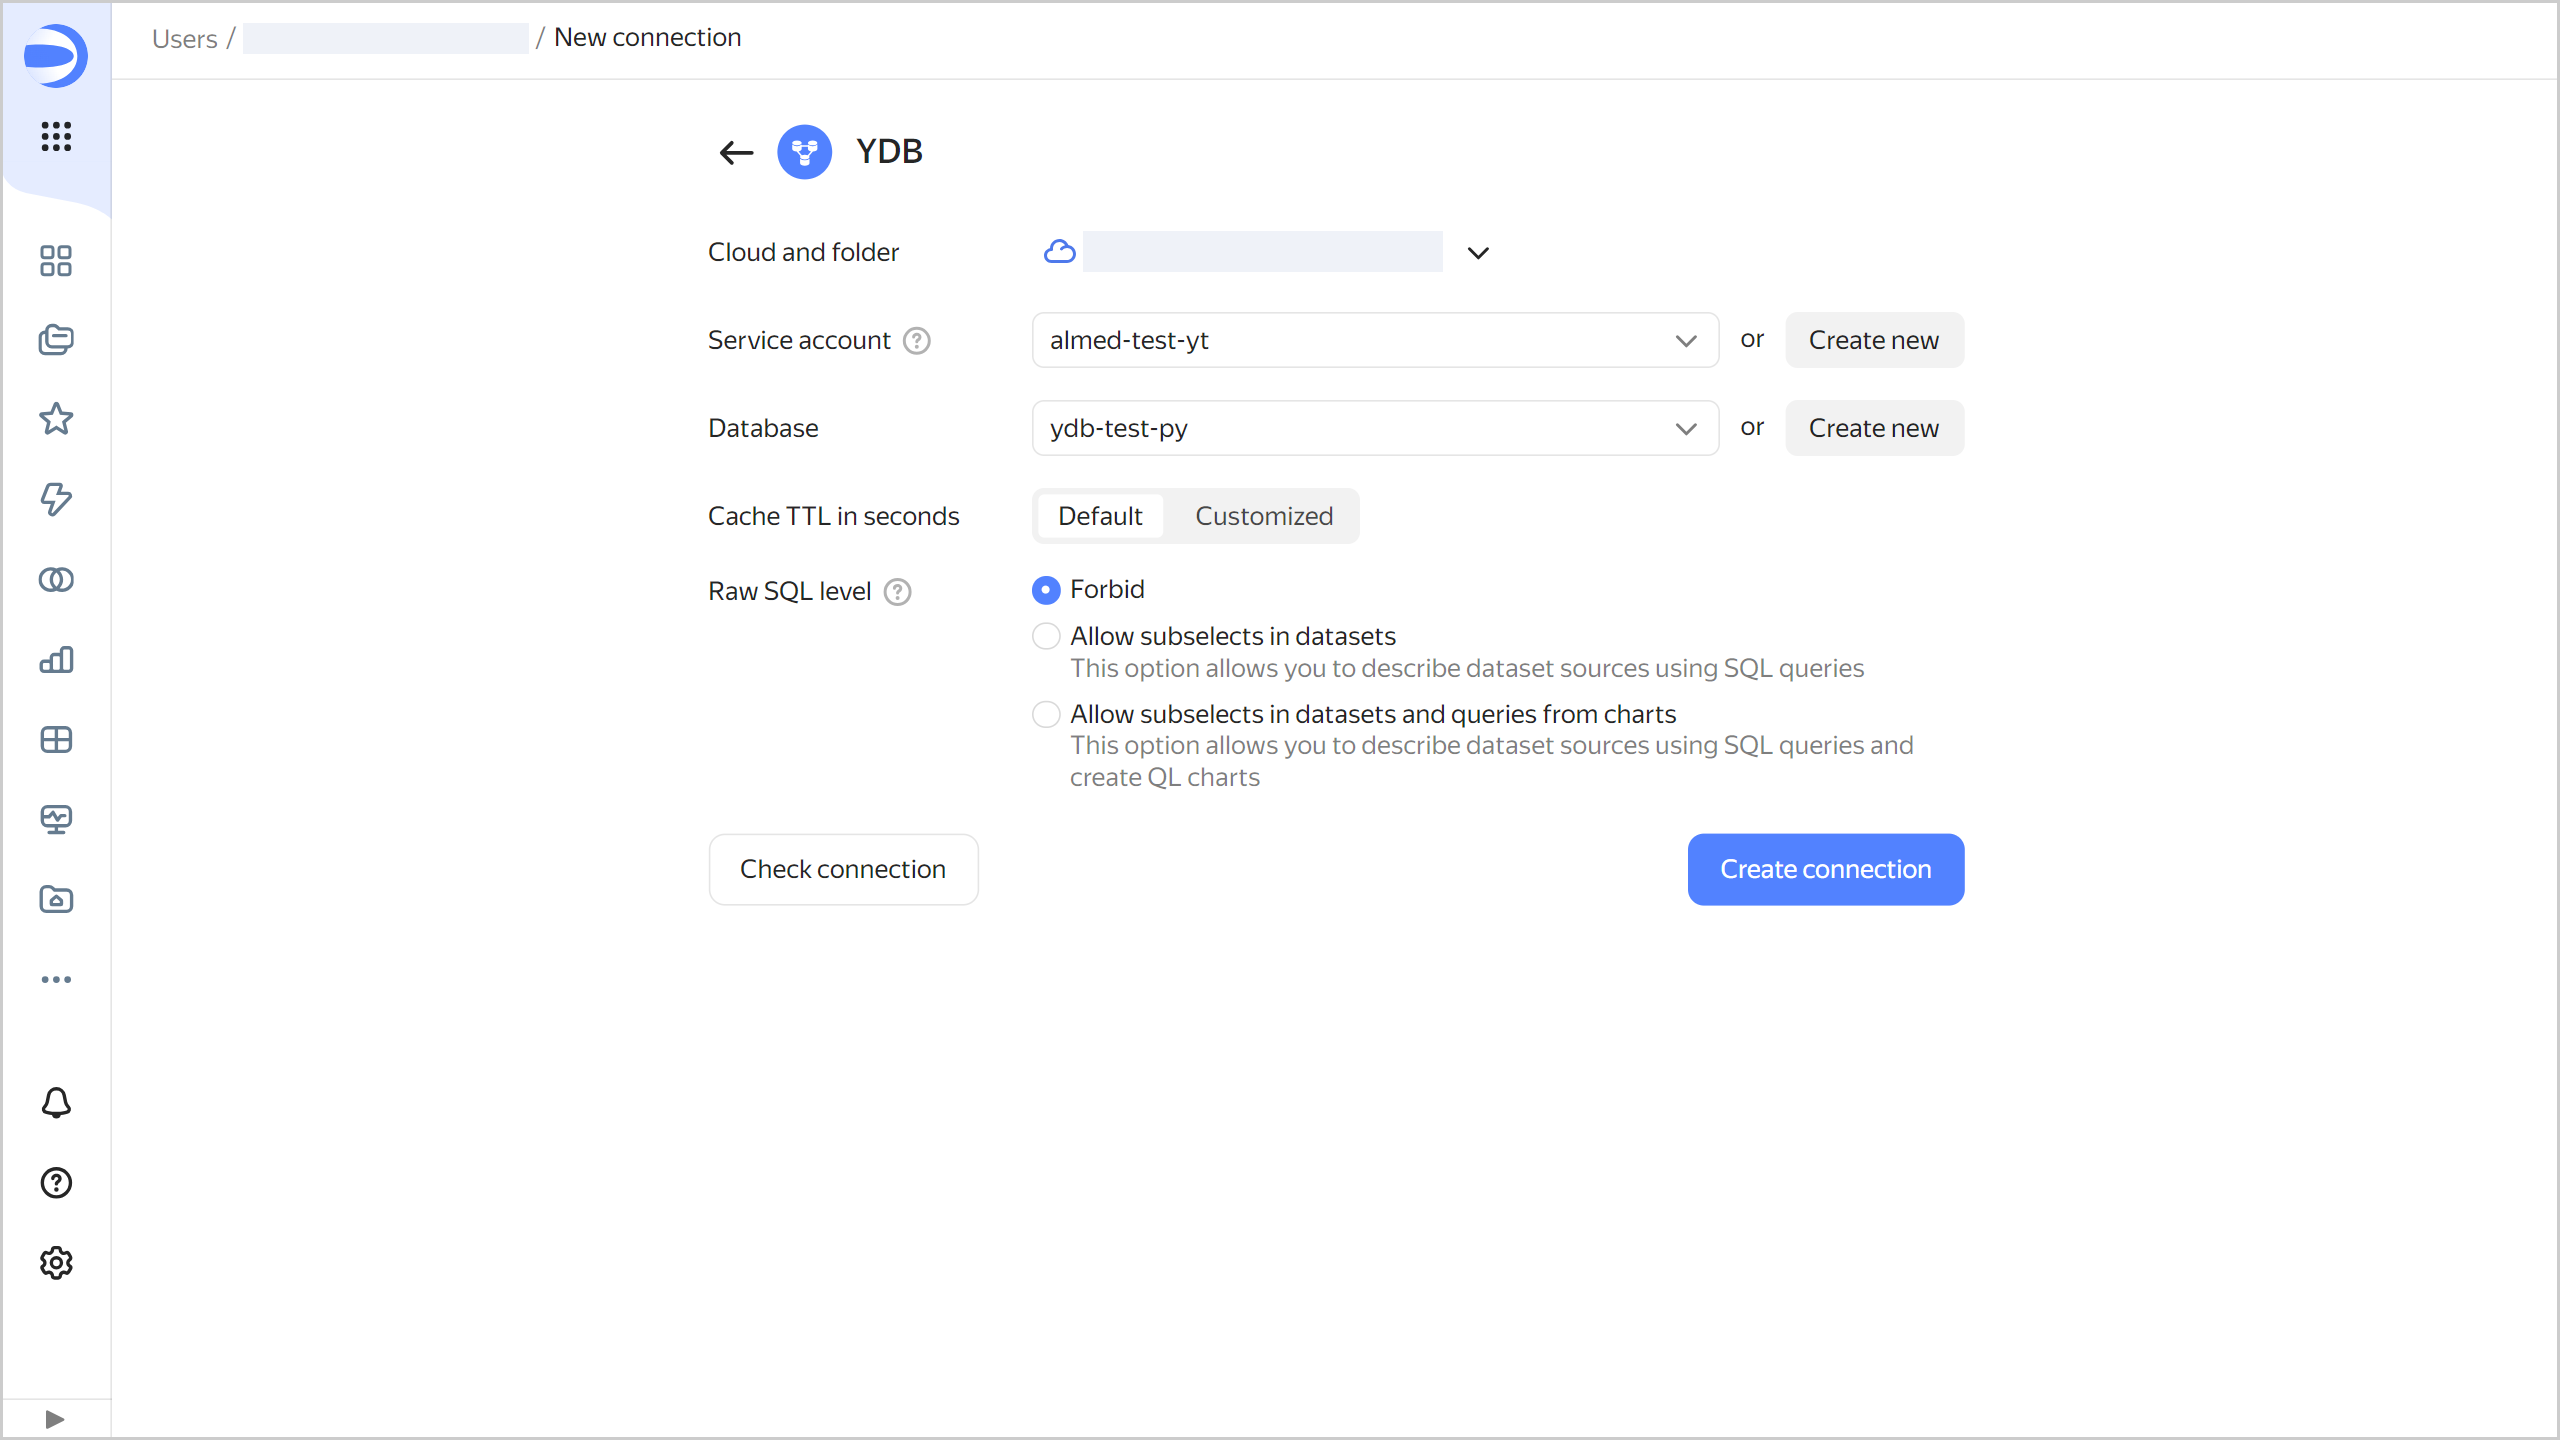 Users / / New connection
YDB
Cloud and folder
Service account ? almed-test-yt or Create new
Database ydb-test-py or Create new
Cache TTL in seconds Default Customized
Raw SQL level ? Forbid
Allow subselects in datasets
This option allows you to describe dataset sources using SQL queries
Allow subselects in datasets and queries from charts
This option allows you to describe dataset sources using SQL queries and
create QL charts
Check connection Create connection